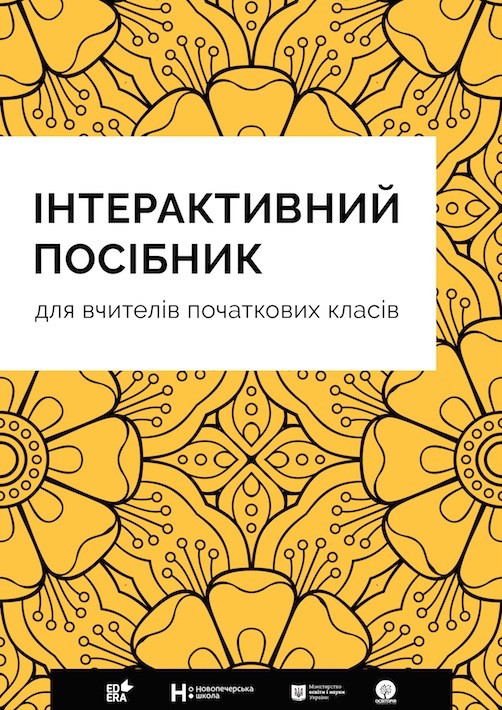 ІНТЕРАКТИВНИЙ
ПОСІБНИК
для вчителів початкових класів
ED
ERA
Новопечерська
школа
Міністерство
освіти і науки
України
ОСВІТОРІЯ